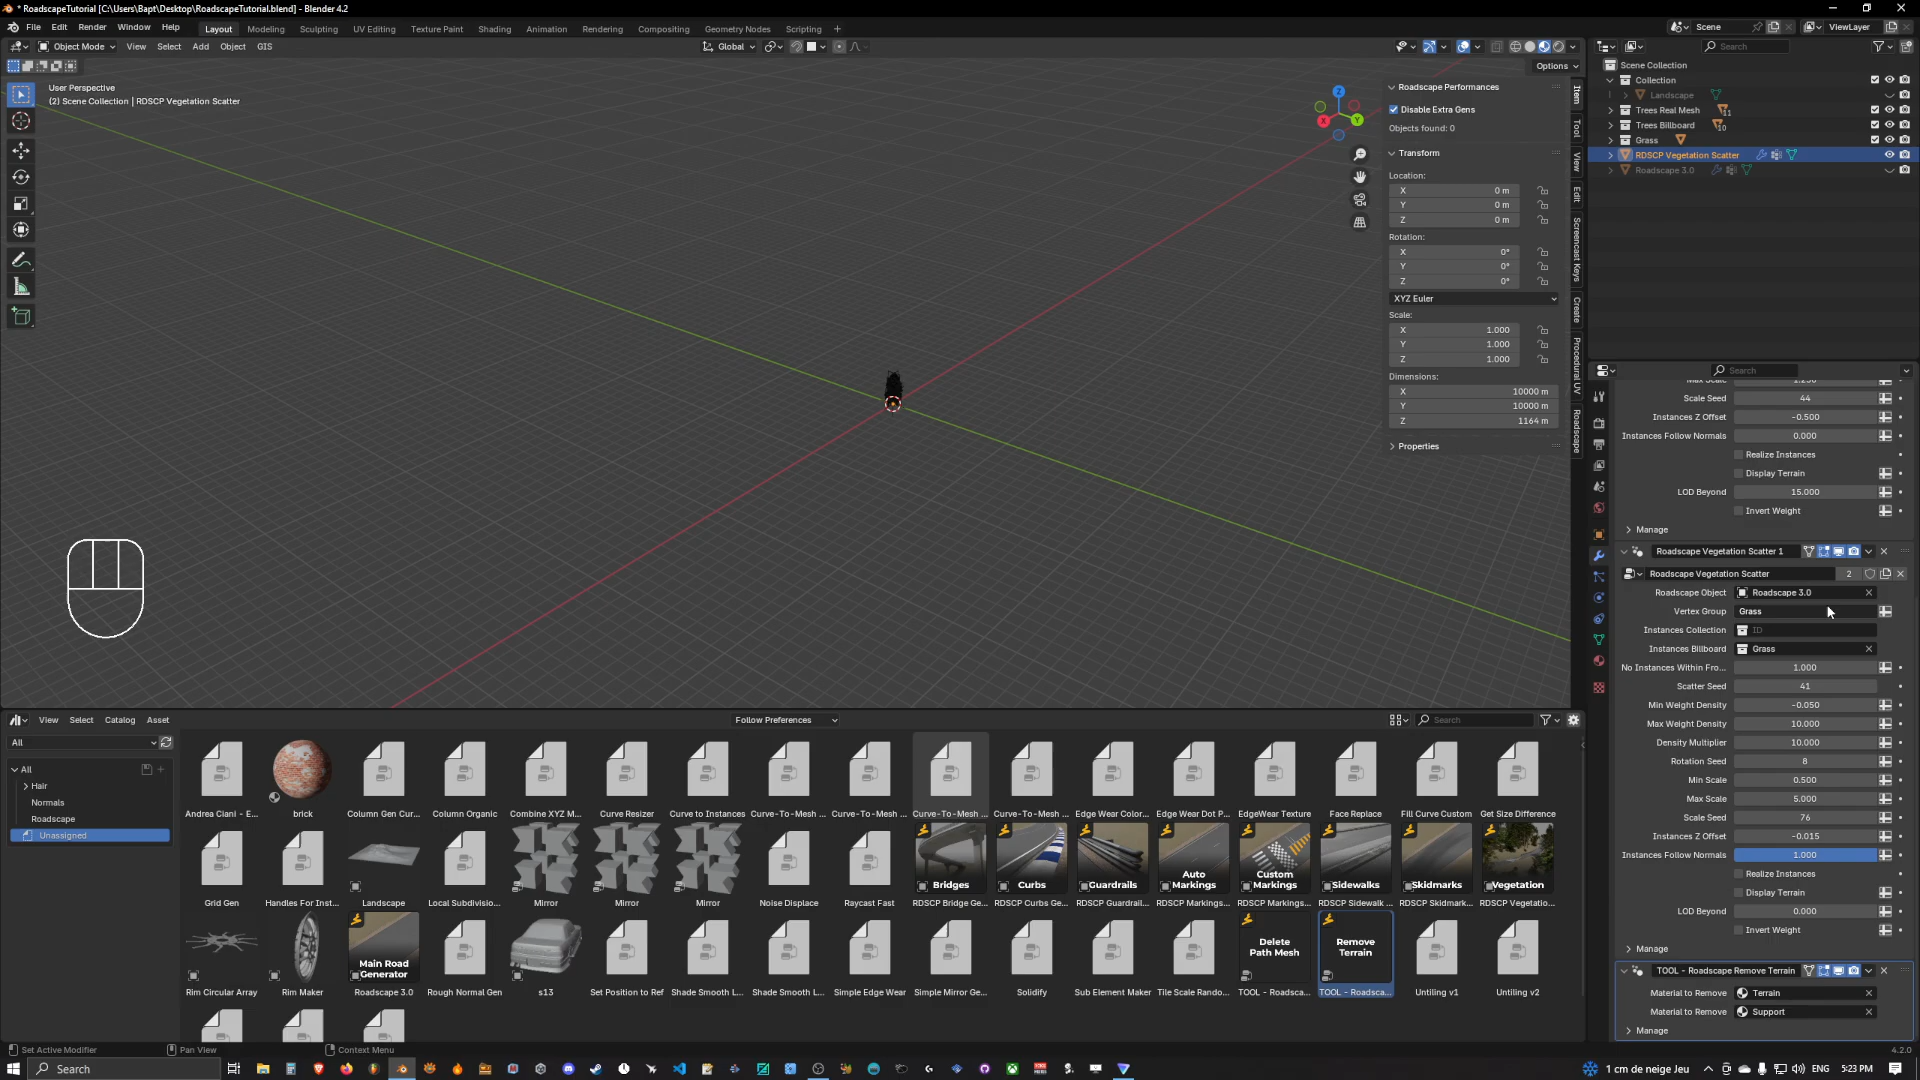 * RoadscapeTutorial [C:\Users\Bapt\Desktop\RoadscapeTutorial.blend] - Blender 4.2
File Edit Render Window Help Layout Modeling Sculpting UV Editing Texture Paint Shading Animation Rendering Compositing Geometry Nodes Scripting +
Scene ViewLayer
Object Mode View Select Add Object GIS Global
Search
Options
User Perspective
(2) Scene Collection | RDSCP Vegetation Scatter
Z
X
Y
Roadscape Performances
Disable Extra Gens
Objects found: 0
Transform
Location:
X 0 m
Y 0 m
Z 0 m
Rotation:
X 0°
Y 0°
Z 0°
XYZ Euler
Scale:
X 1.000
Y 1.000
Z 1.000
Dimensions:
X 10000 m
Y 10000 m
Z 1164 m
Properties
Item
Tool
View
Edit
Screencast Keys
Create
Procedural UV
Roadscape
Scene Collection
Collection
Landscape
Trees Real Mesh 11
Trees Billboard 10
Grass
RDSCP Vegetation Scatter
Roadscape 3.0
Search
Scale Seed 44
Instances Z Offset -0.500
Instances Follow Normals 0.000
Realize Instances
Display Terrain
LOD Beyond 15.000
Invert Weight
Manage
Roadscape Vegetation Scatter 1
Roadscape Vegetation Scatter 2
Roadscape Object Roadscape 3.0
Vertex Group Grass
Instances Collection ID
Instances Billboard Grass
No Instances Within Fro... 1.000
Scatter Seed 41
Min Weight Density -0.050
Max Weight Density 10.000
Density Multiplier 10.000
Rotation Seed 8
Min Scale 0.500
Max Scale 5.000
Scale Seed 76
Instances Z Offset -0.015
Instances Follow Normals 1.000
Realize Instances
Display Terrain
LOD Beyond 0.000
Invert Weight
Manage
TOOL - Roadscape Remove Terrain
Material to Remove Terrain
Material to Remove Support
Manage
View Select Catalog Asset Follow Preferences Search
All
All
Hair
Normals
Roadscape
Unassigned
Andrea Ciani - E... brick Column Gen Cur... Column Organic Combine XYZ M... Curve Resizer Curve to Instances Curve-To-Mesh ... Curve-To-Mesh ... Curve-To-Mesh ... Curve-To-Mesh ... Edge Wear Color... Edge Wear Dot P... EdgeWear Texture Face Replace Fill Curve Custom Get Size Difference
Bridges Curbs Guardrails Auto Markings Custom Markings Sidewalks Skidmarks Vegetation
Grid Gen Handles For Inst... Landscape Local Subdivisio... Mirror Mirror Mirror Noise Displace Raycast Fast RDSCP Bridge Ge... RDSCP Curbs Ge... RDSCP Guardrail... RDSCP Markings... RDSCP Markings... RDSCP Sidewalk ... RDSCP Skidmark... RDSCP Vegetatio...
Main Road Generator Delete Path Mesh Remove Terrain
Rim Circular Array Rim Maker Roadscape 3.0 Rough Normal Gen s13 Set Position to Ref Shade Smooth L... Shade Smooth L... Simple Edge Wear Simple Mirror Ge... Solidify Sub Element Maker Tile Scale Rando... TOOL - Roadsca... TOOL - Roadsca... Untiling v1 Untiling v2
Set Active Modifier Pan View Context Menu 4.2.0
Search 1 cm de neige Jeu ENG 5:23 PM